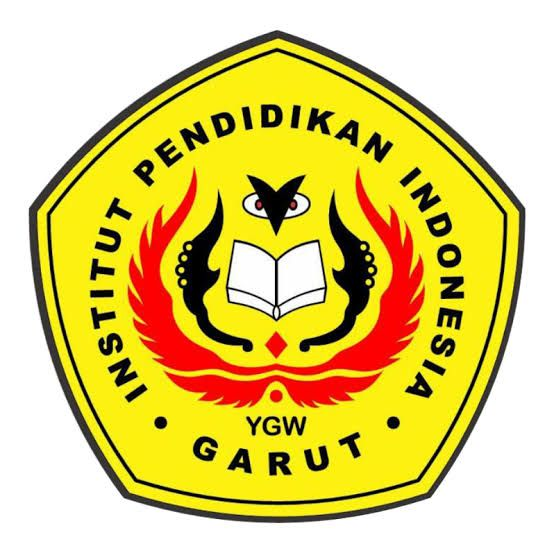 INSTITUT PENDIDIKAN INDONESIA
YGW
• GARUT •